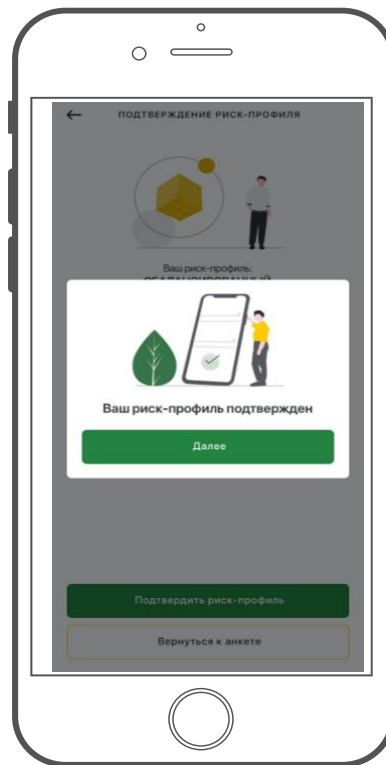 ПОДТВЕРЖДЕНИЕ РИСК-ПРОФИЛЯ
Ваш риск-профиль:
Ваш риск-профиль подтвержден
Далее
Подтвердить риск-профиль
Вернуться к анкете